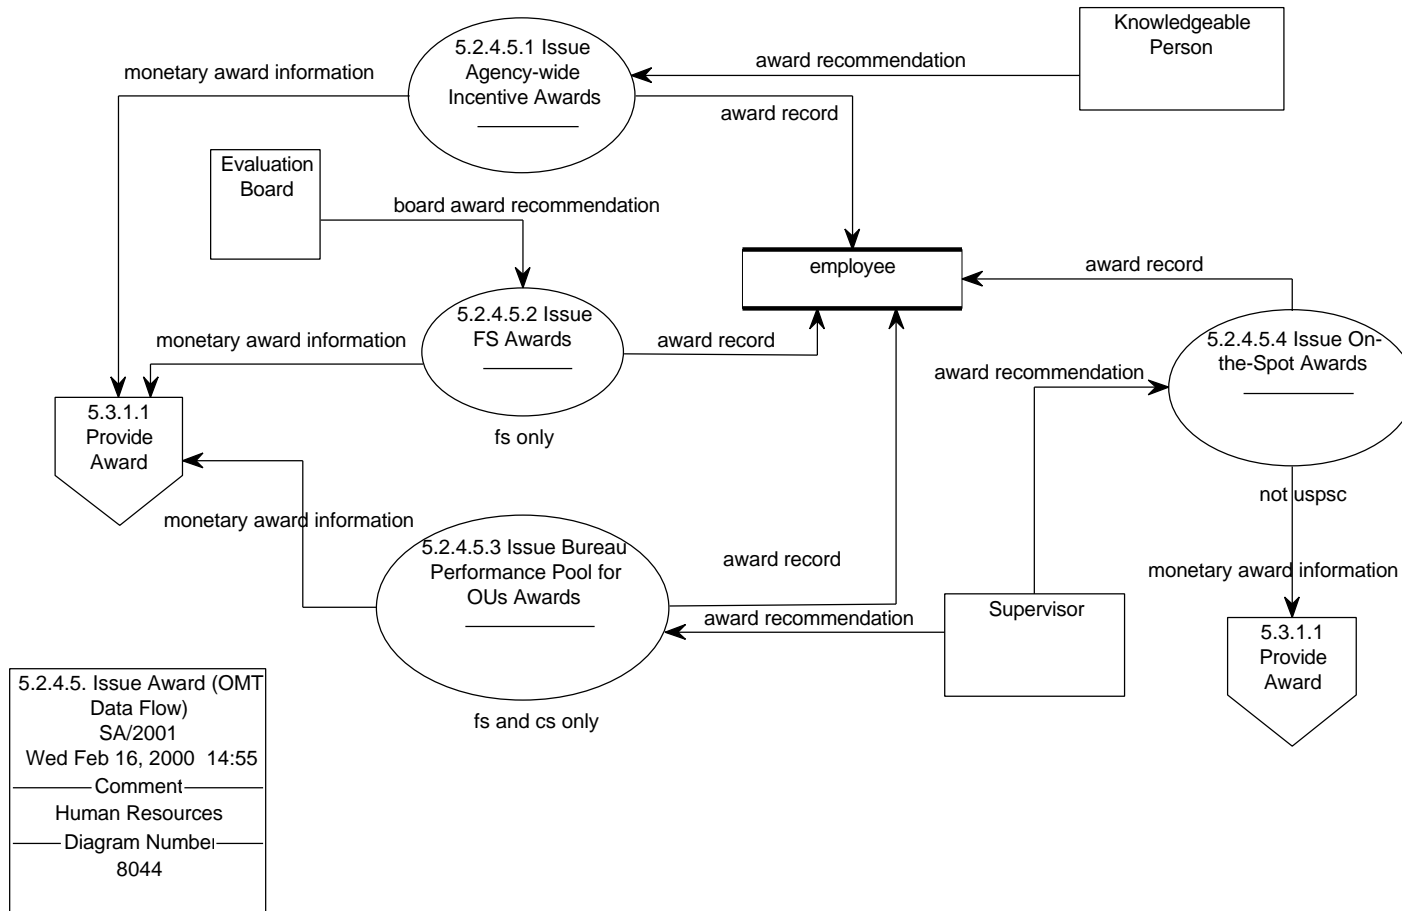 5.2.4.5.1 Issue
Agency-wide
Incentive Awards
Knowledgeable
Person
monetary award information
award recommendation
award record
Evaluation
Board
board award recommendation
employee
award record
5.2.4.5.2 Issue
FS Awards
monetary award information
award record
5.2.4.5.4 Issue On-
the-Spot Awards
award recommendation
5.3.1.1
Provide
Award
fs only
not uspsc
monetary award information
5.2.4.5.3 Issue Bureau
Performance Pool for
OUs Awards
award record
monetary award information
award recommendation
Supervisor
5.3.1.1
Provide
Award
fs and cs only
5.2.4.5. Issue Award (OMT
Data Flow)
SA/2001
Wed Feb 16, 2000 14:55
Comment
Human Resources
Diagram Number
8044